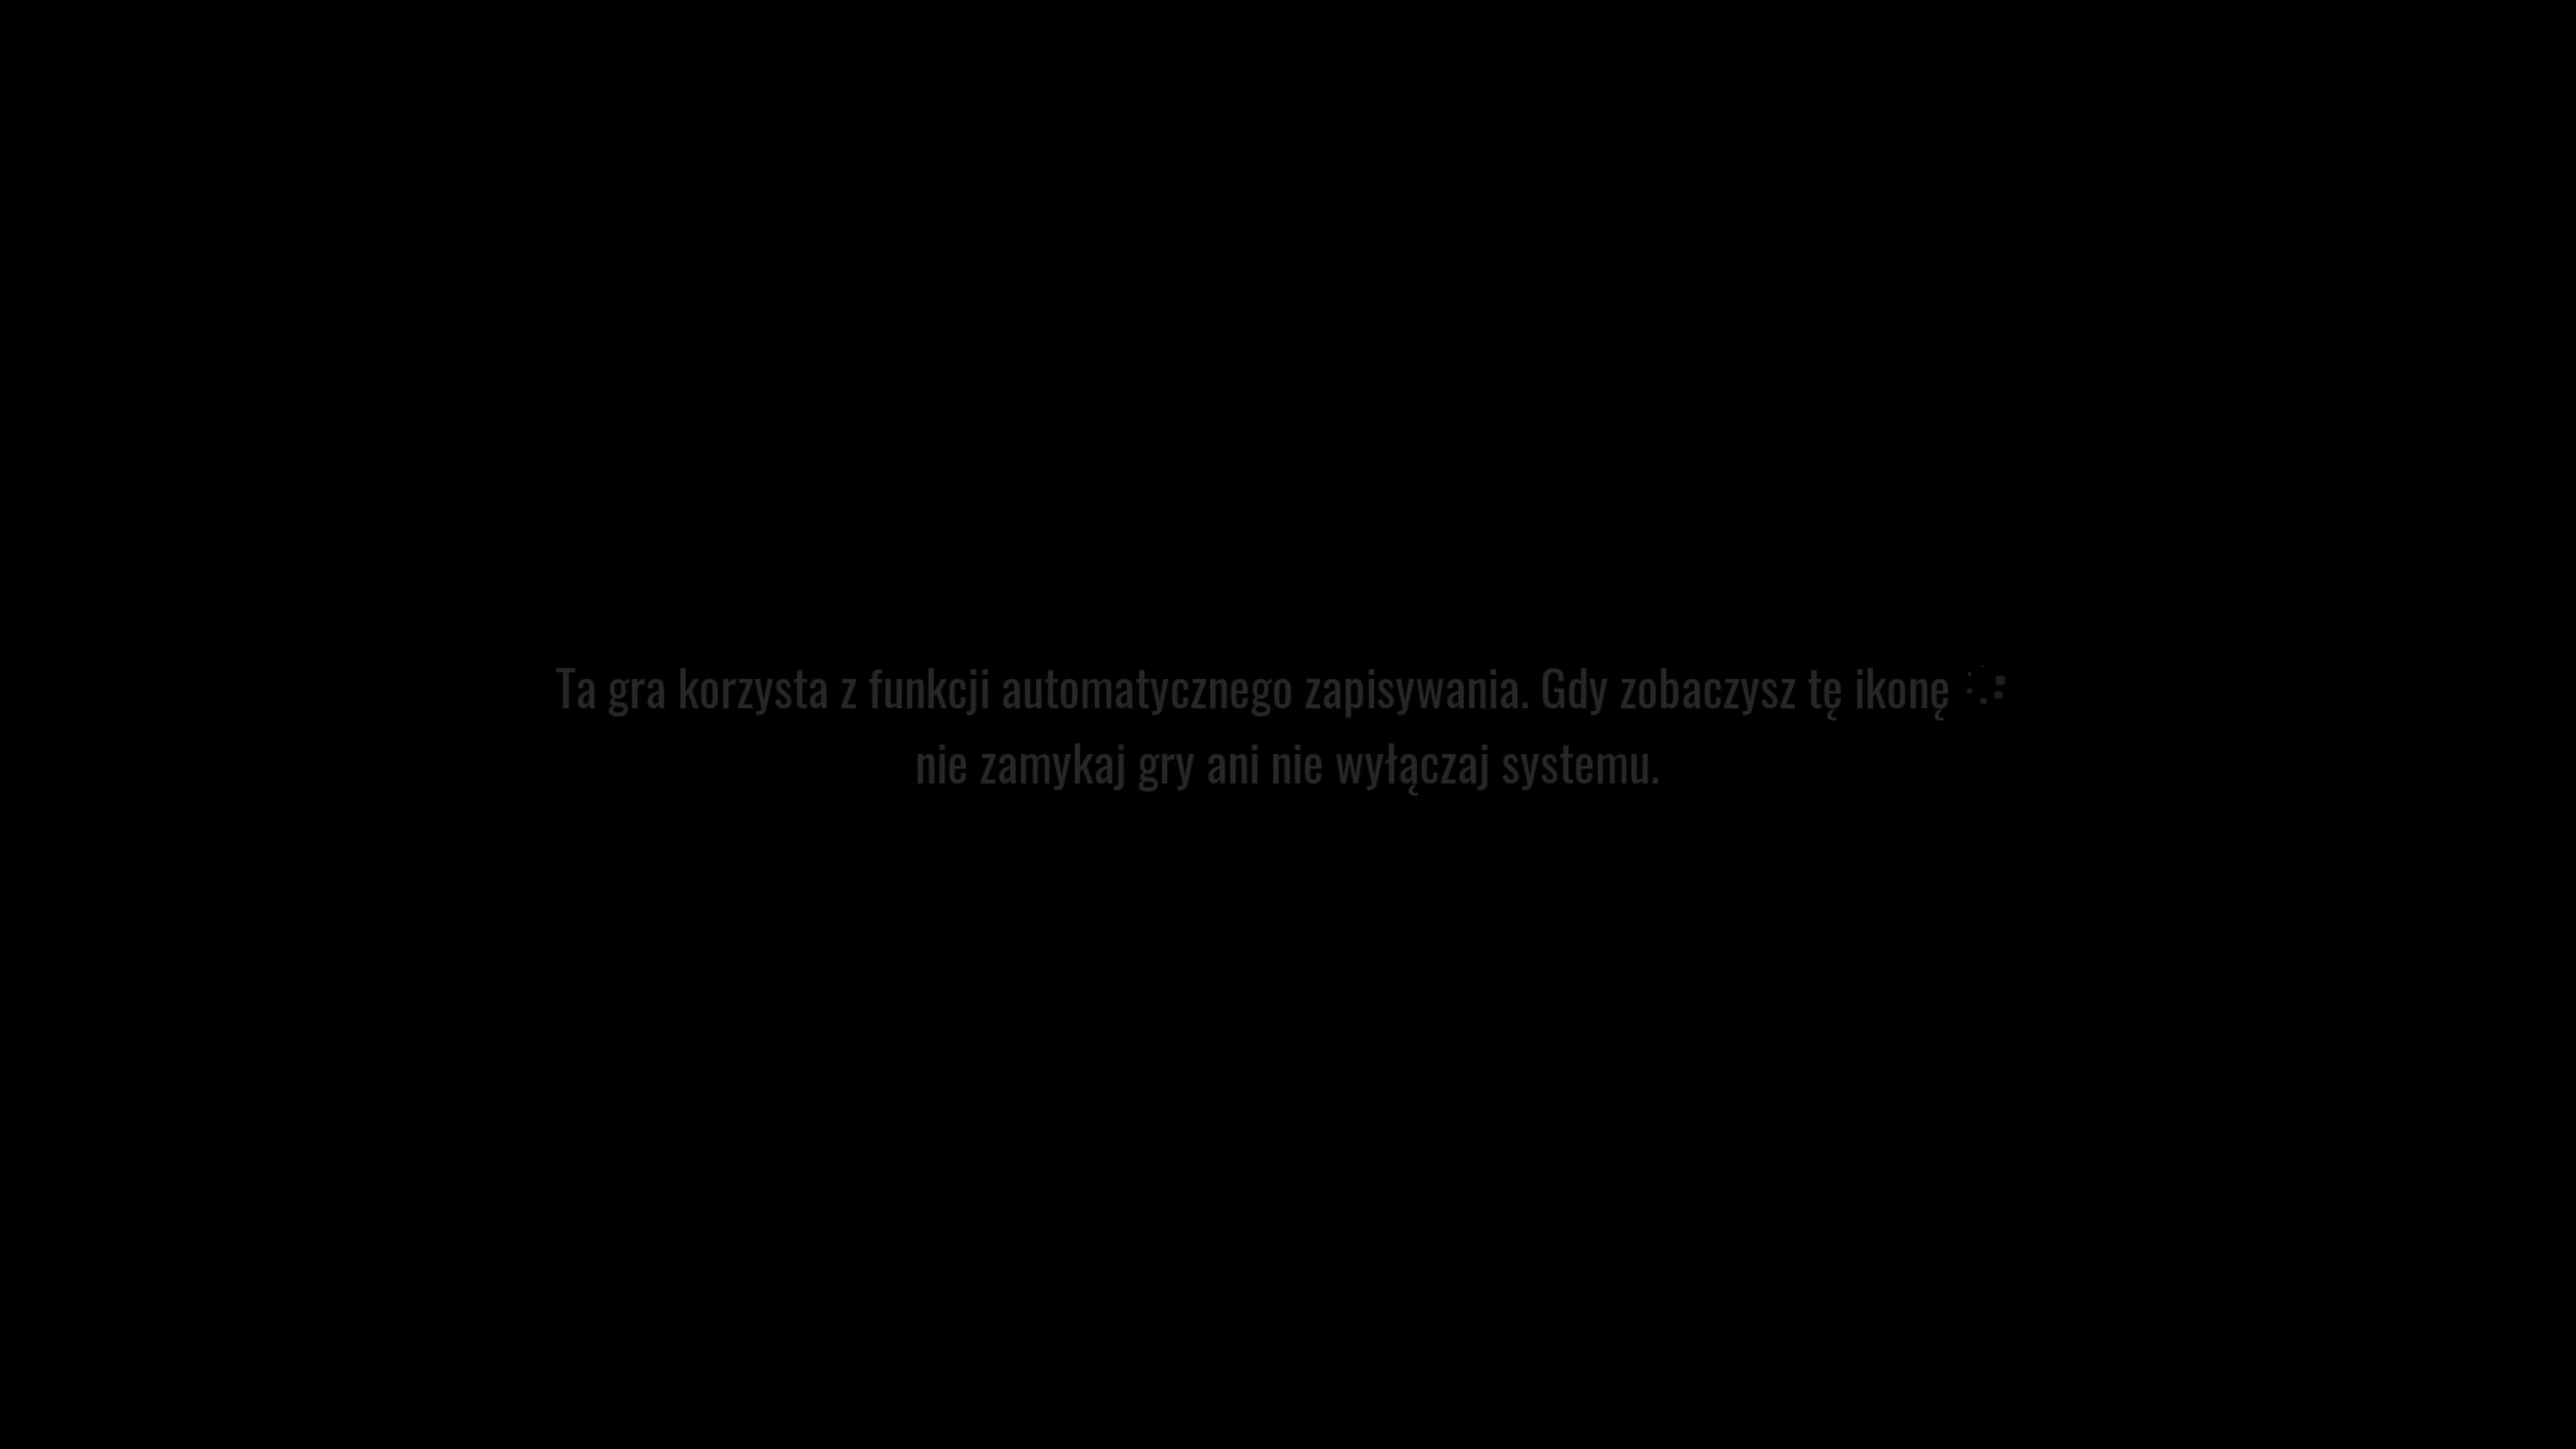 Ta gra korzysta z funkcji automatycznego zapisywania. Gdy zobaczysz tę ikonę
nie zamykaj gry ani nie wyłączaj systemu.